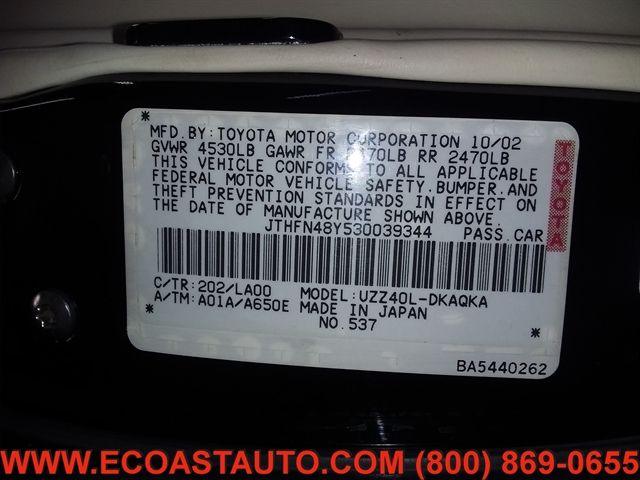 MFD. BY: TOYOTA MOTOR CORPORATION 10/02
GVWR 4530LB GAWR FR RR 2470LB
THIS VEHICLE CONFORMS TO ALL APPLICABLE
FEDERAL MOTOR VEHICLE SAFETY. BUMPER. AND
THEFT PREVENTION STANDARDS IN EFFECT ON
THE DATE OF MANUFACTURE SHOWN ABOVE.
JTHFN48Y530039344 PASS. CAR
TOYOTA
C/TR: 202/LA00 MODEL: UZZ40L-DKAQKA
A/TM: A01A/A650E MADE IN JAPAN
NO. 537
BA5440262
WWW.ECOASTAUTO.COM (800) 869-0655